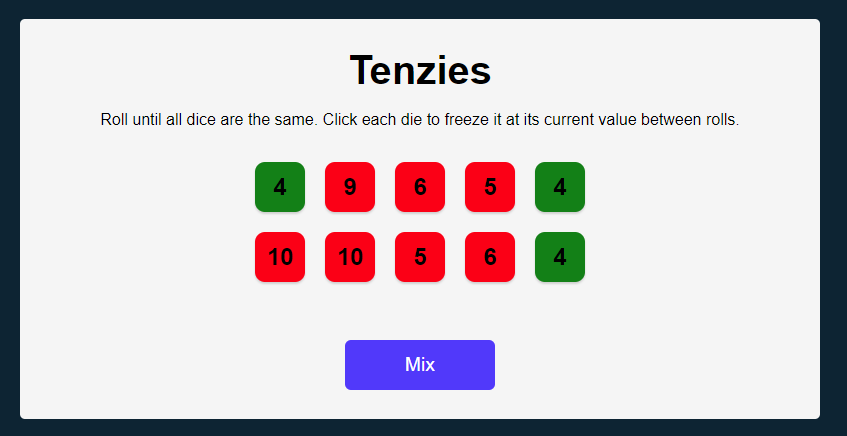 Tenzies
Roll until all dice are the same. Click each die to freeze it at its current value between rolls.
4 9 6 5 4
10 10 5 6 4
Mix